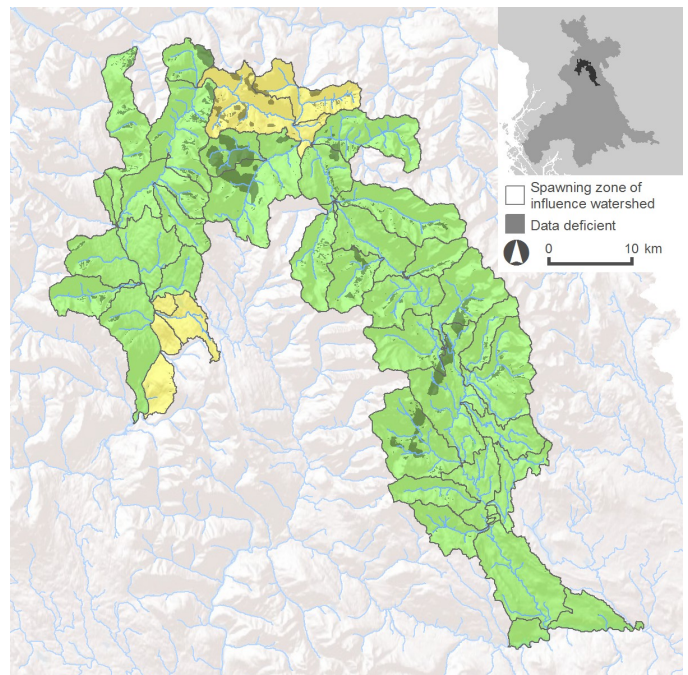 Spawning zone of
influence watershed
Data deficient
0 10 km